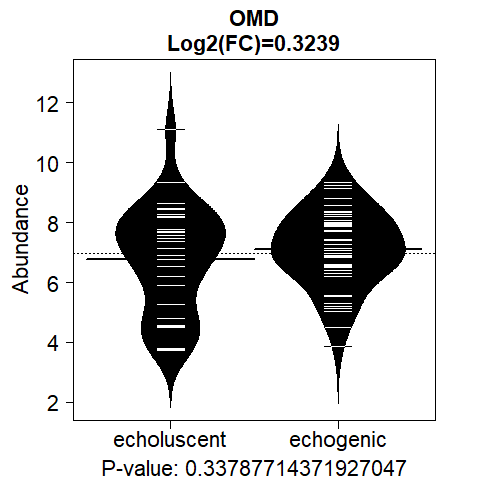 OMD
Log2(FC)=0.3239
Abundance
12
10
8
6
4
2
echoluscent echogenic
P-value: 0.33787714371927047